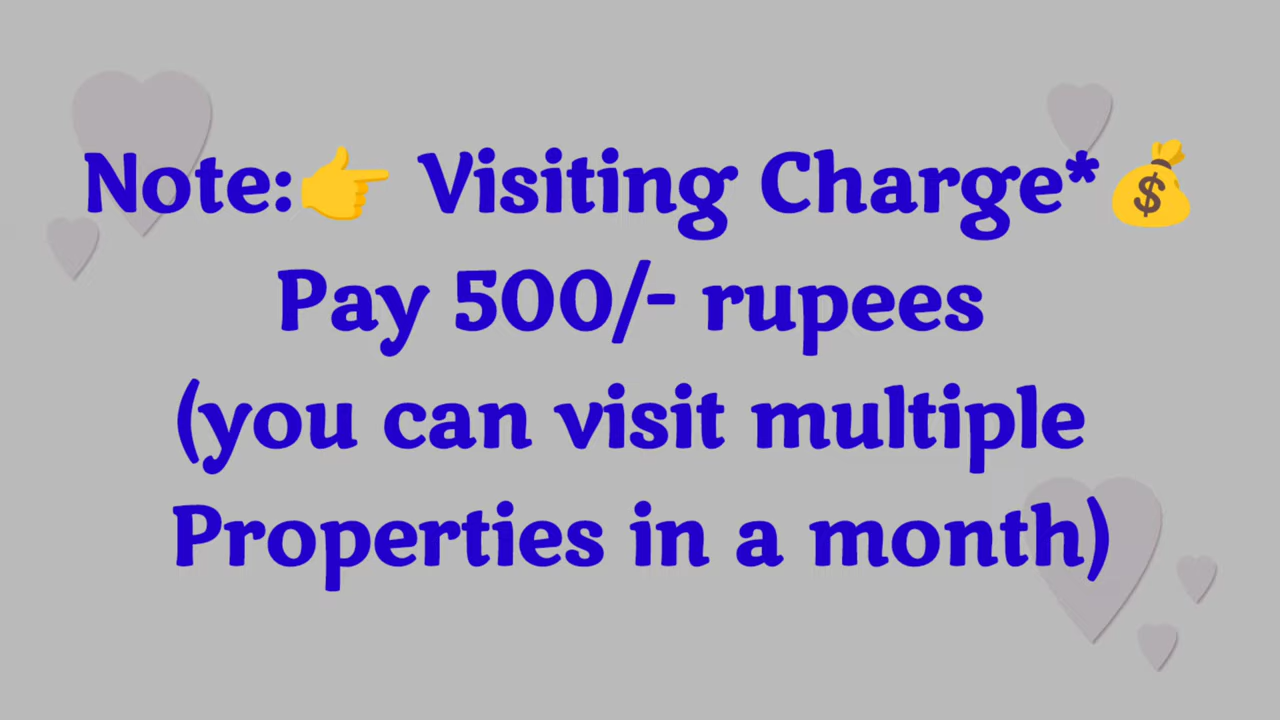 Note:👉 Visiting Charge*💰
Pay 500/- rupees
(you can visit multiple
Properties in a month)